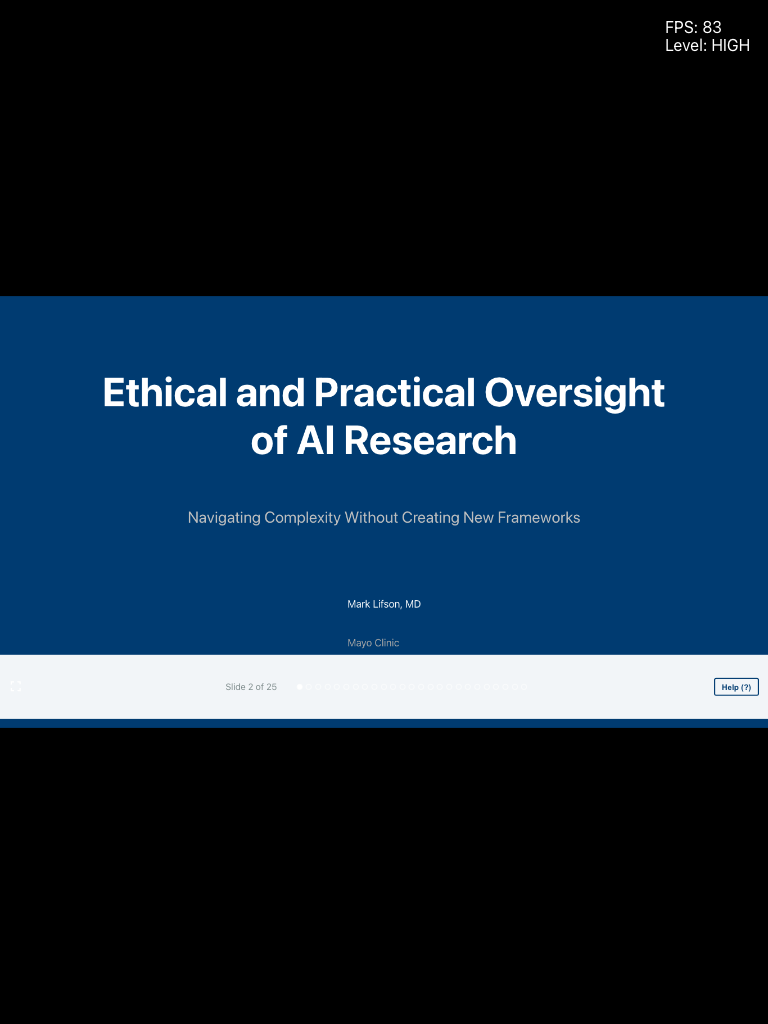 FPS: 83
Level: HIGH
Ethical and Practical Oversight
of AI Research
Navigating Complexity Without Creating New Frameworks
Mark Lifson, MD
Mayo Clinic
Slide 2 of 25
Help (?)